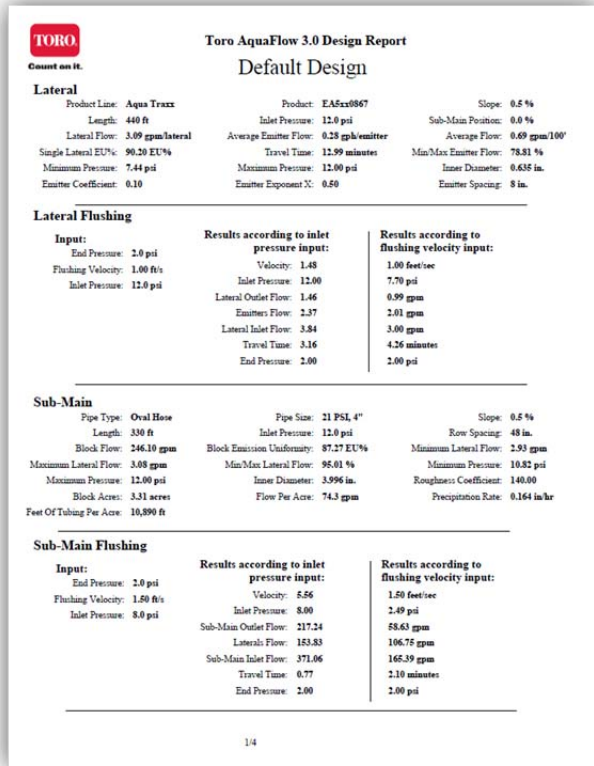 TORO.
Count on it.
Toro AquaFlow 3.0 Design Report
Default Design
Lateral
Product Line: Aqua Traxx Product: EA5xx0867 Slope: 0.5 %
Length: 440 ft Inlet Pressure: 12.0 psi Sub-Main Position: 0.0 %
Lateral Flow: 3.09 gpm/lateral Average Emitter Flow: 0.28 gph/emitter Average Flow: 0.69 gpm/100'
Single Lateral EU%: 90.20 EU% Travel Time: 12.99 minutes Min/Max Emitter Flow: 78.81 %
Minimum Pressure: 7.44 psi Maximum Pressure: 12.00 psi Inner Diameter: 0.635 in.
Emitter Coefficient: 0.10 Emitter Exponent X: 0.50 Emitter Spacing: 8 in.
Lateral Flushing
Input: Results according to inlet pressure input: Results according to flushing velocity input:
End Pressure: 2.0 psi Velocity: 1.48 1.00 feet/sec
Flushing Velocity: 1.00 ft/s Inlet Pressure: 12.00 7.70 psi
Inlet Pressure: 12.0 psi Lateral Outlet Flow: 1.46 0.99 gpm
Emitters Flow: 2.37 2.01 gpm
Lateral Inlet Flow: 3.84 3.00 gpm
Travel Time: 3.16 4.26 minutes
End Pressure: 2.00 2.00 psi
Sub-Main
Pipe Type: Oval Hose Pipe Size: 21 PSI, 4" Slope: 0.5 %
Length: 330 ft Inlet Pressure: 12.0 psi Row Spacing: 48 in.
Block Flow: 246.10 gpm Block Emission Uniformity: 87.27 EU% Minimum Lateral Flow: 2.93 gpm
Maximum Lateral Flow: 3.08 gpm Min/Max Lateral Flow: 95.01 % Minimum Pressure: 10.82 psi
Maximum Pressure: 12.00 psi Inner Diameter: 3.996 in. Roughness Coefficient: 140.00
Block Acres: 3.31 acres Flow Per Acre: 74.3 gpm Precipitation Rate: 0.164 in/hr
Feet Of Tubing Per Acre: 10,890 ft
Sub-Main Flushing
Input: Results according to inlet pressure input: Results according to flushing velocity input:
End Pressure: 2.0 psi Velocity: 5.56 1.50 feet/sec
Flushing Velocity: 1.50 ft/s Inlet Pressure: 8.00 2.49 psi
Inlet Pressure: 8.0 psi Sub-Main Outlet Flow: 217.24 58.63 gpm
Laterals Flow: 153.83 106.75 gpm
Sub-Main Inlet Flow: 371.06 165.39 gpm
Travel Time: 0.77 2.10 minutes
End Pressure: 2.00 2.00 psi
1/4